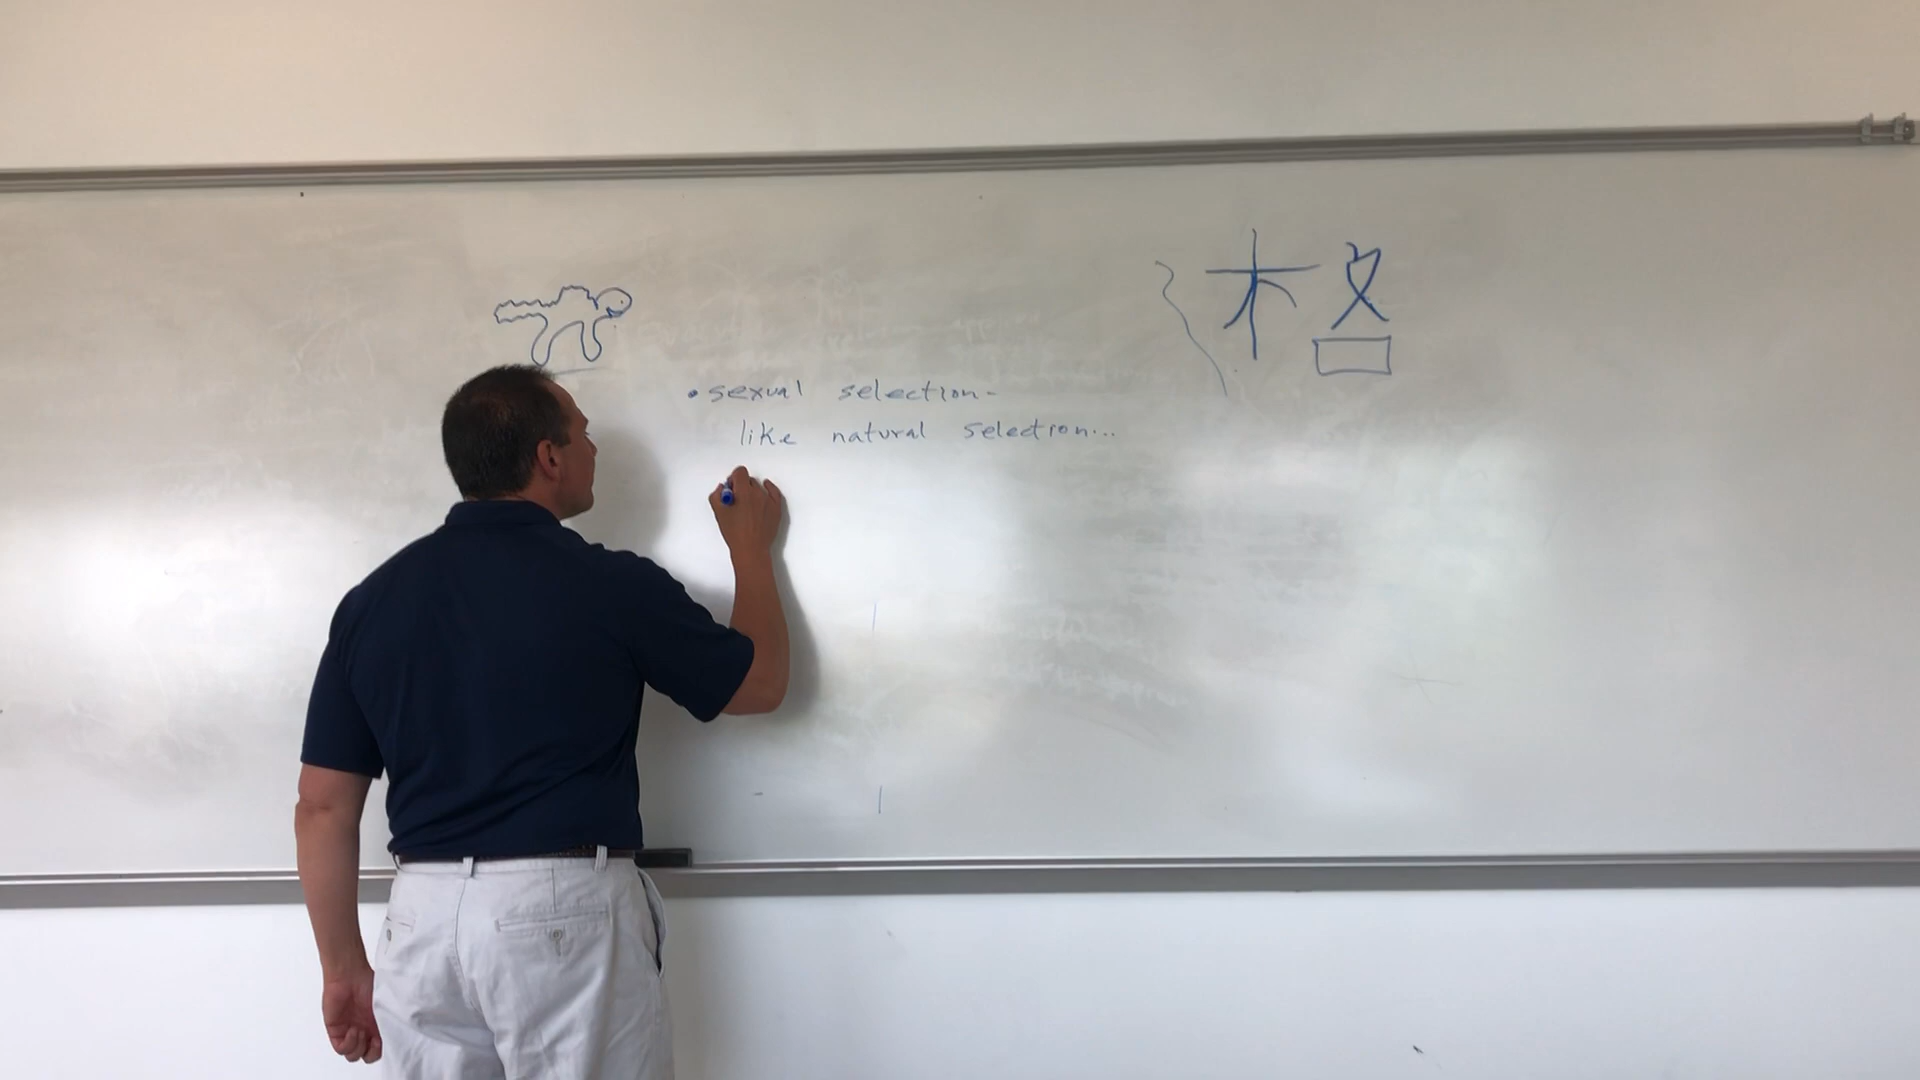 格
• sexual selection-
like natural selection...